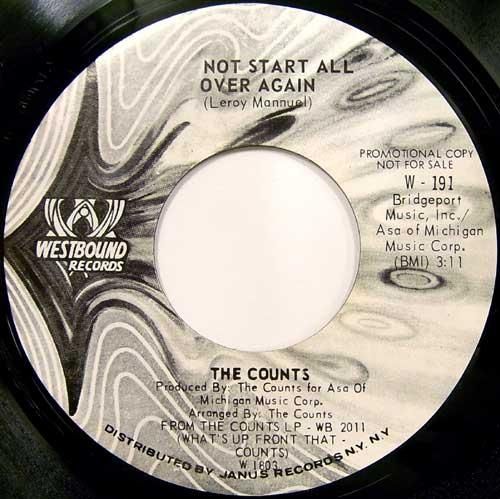 NOT START ALL
OVER AGAIN
(Leroy Mannuel)
PROMOTIONAL COPY
NOT FOR SALE
W - 191
Bridgeport
Music, Inc./
Asa of Michigan
Music Corp.
(BMI) 3:11
WESTBOUND
RECORDS
THE COUNTS
Produced By: The Counts for Asa Of
Michigan Music Corp.
Arranged By: The Counts
FROM THE COUNTS LP - WB 2011
(WHAT'S UP FRONT THAT -
COUNTS)
W 1803
DISTRIBUTED BY JANUS RECORDS N.Y. N.Y